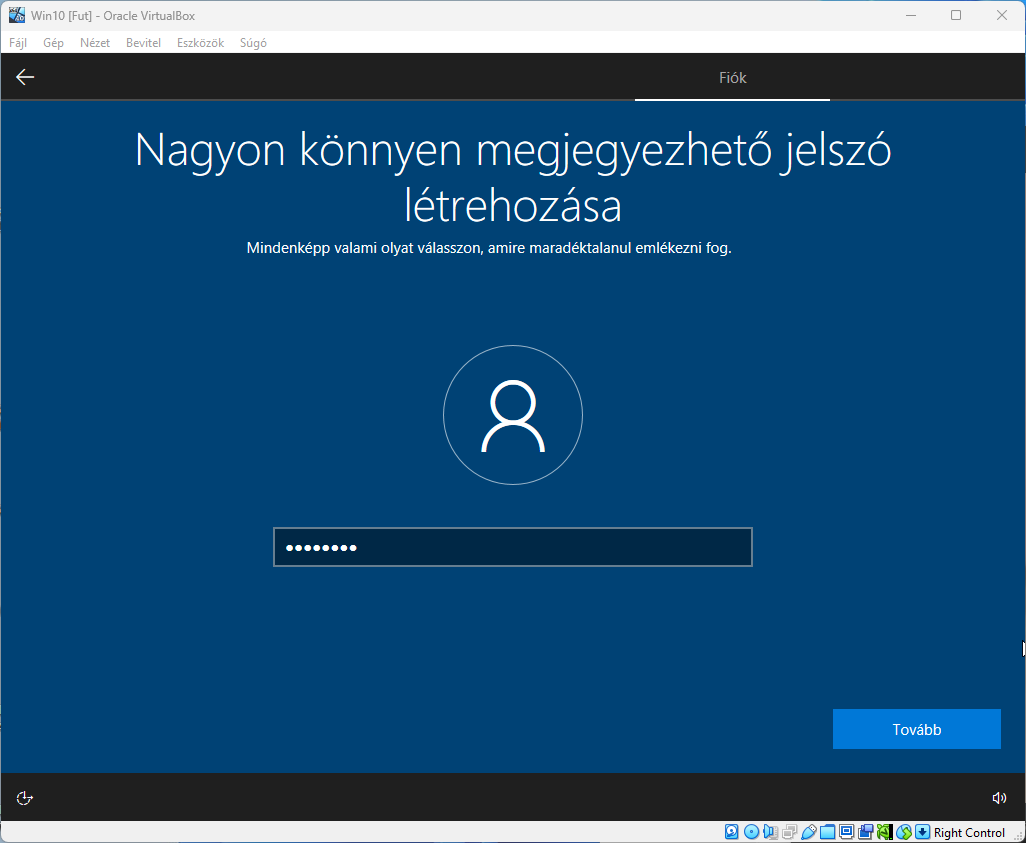 Win10 [Fut] - Oracle VirtualBox
Fájl Gép Nézet Bevitel Eszközök Súgó
Fiók
Nagyon könnyen megjegyezhető jelszó
létrehozása
Mindenképp valami olyat válasszon, amire maradéktalanul emlékezni fog.
••••••••
Tovább
Right Control